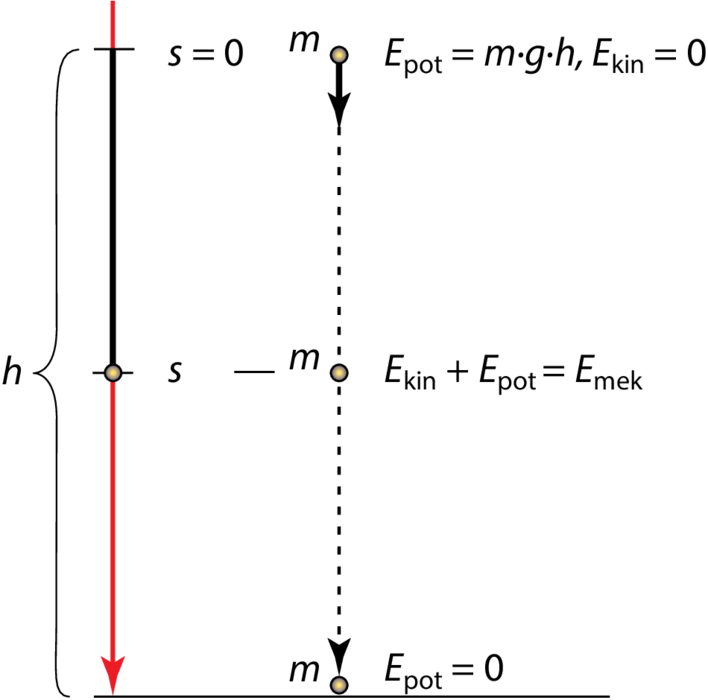 s = 0 m E_pot = m·g·h, E_kin = 0
h s m E_kin + E_pot = E_mek
m E_pot = 0